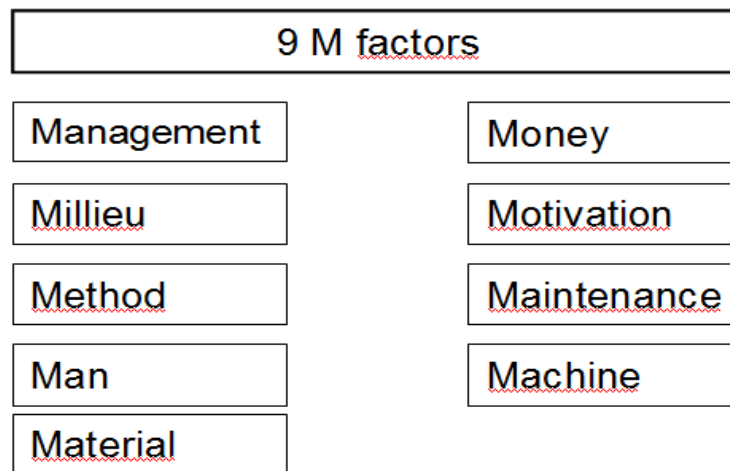 9 M factors
Management
Millieu
Method
Man
Material
Money
Motivation
Maintenance
Machine